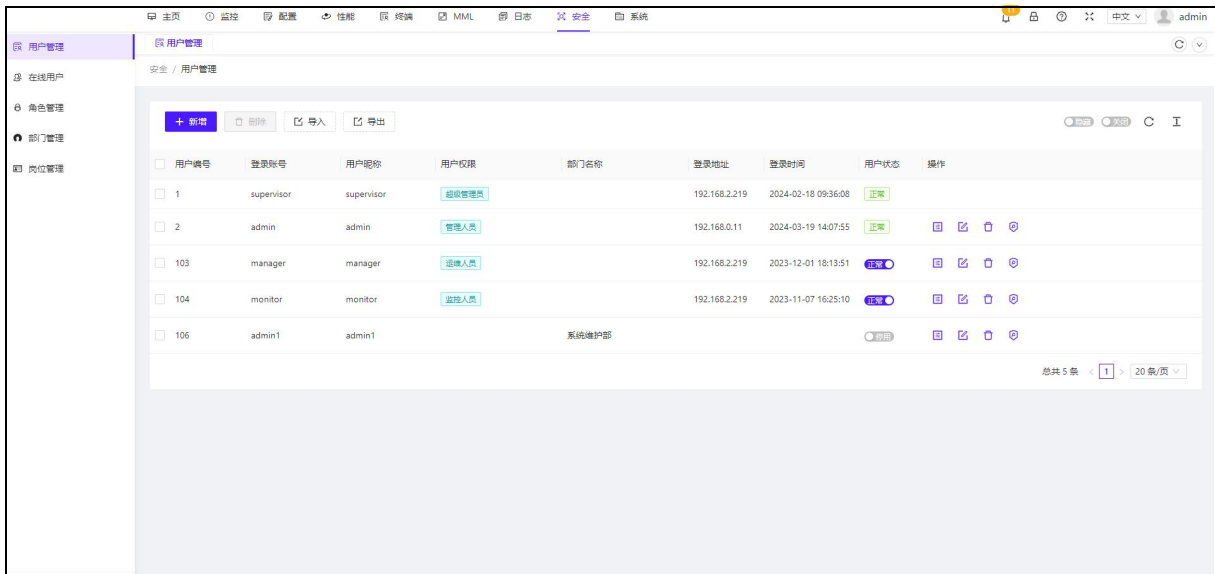 主页 监控 配置 性能 终端 MML 日志 安全 系统 11 中文 admin
用户管理
在线用户
角色管理
部门管理
岗位管理
用户管理
安全 / 用户管理
+ 新增 删除 导入 导出 隐藏 关闭
用户编号 登录账号 用户昵称 用户权限 部门名称 登录地址 登录时间 用户状态 操作
1 supervisor supervisor 超级管理员 192.168.2.219 2024-02-18 09:36:08 正常
2 admin admin 管理人员 192.168.0.11 2024-03-19 14:07:55 正常
103 manager manager 运维人员 192.168.2.219 2023-12-01 18:13:51 正常
104 monitor monitor 监控人员 192.168.2.219 2023-11-07 16:25:10 正常
106 admin1 admin1 系统维护部 停用
总共 5 条 < 1 > 20 条/页